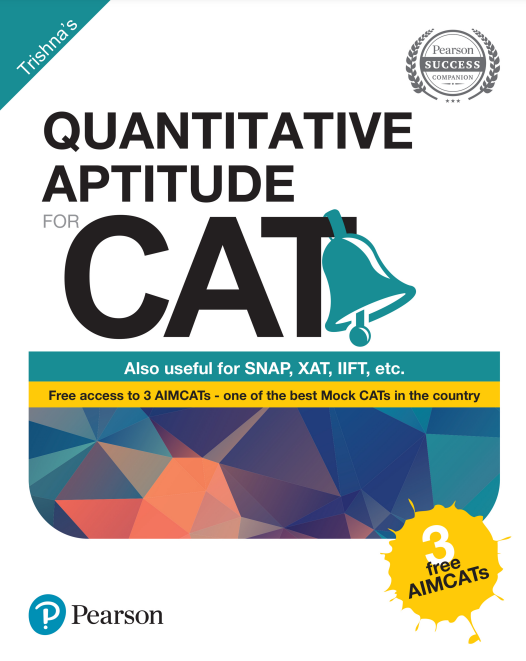 Trishna's
Pearson
SUCCESS
COMPANION
QUANTITATIVE
APTITUDE
FOR
CAT
Also useful for SNAP, XAT, IIFT, etc.
Free access to 3 AIMCATs - one of the best Mock CATs in the country
3
free
AIMCATs
P
Pearson